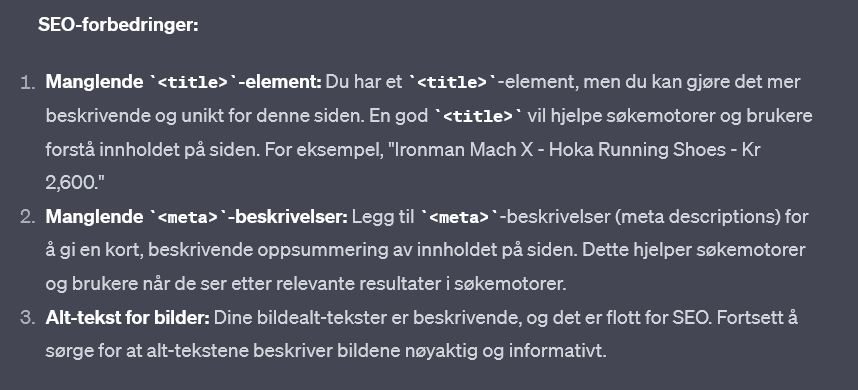 SEO-forbedringer:
1. Manglende `<title>`-element: Du har et `<title>`-element, men du kan gjøre det mer
beskrivende og unikt for denne siden. En god `<title>` vil hjelpe søkemotorer og brukere
forstå innholdet på siden. For eksempel, "Ironman Mach X - Hoka Running Shoes - Kr
2,600."
2. Manglende `<meta>`-beskrivelser: Legg til `<meta>`-beskrivelser (meta descriptions) for
å gi en kort, beskrivende oppsummering av innholdet på siden. Dette hjelper søkemotorer
og brukere når de ser etter relevante resultater i søkemotorer.
3. Alt-tekst for bilder: Dine bildealt-tekster er beskrivende, og det er flott for SEO. Fortsett å
sørge for at alt-tekstene beskriver bildene nøyaktig og informativt.